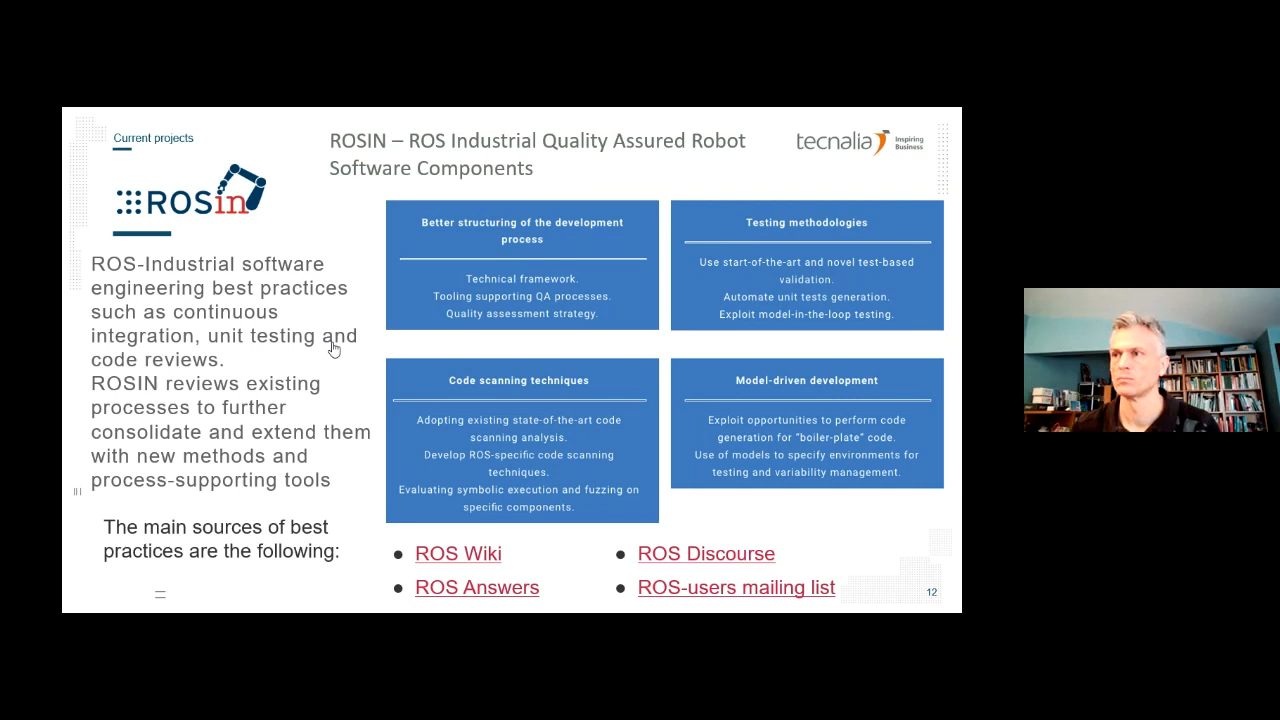 Current projects
ROSIN – ROS Industrial Quality Assured Robot
Software Components
tecnalia
Inspiring
Business
ROSin
ROS-Industrial software
engineering best practices
such as continuous
integration, unit testing and
code reviews.
ROSIN reviews existing
processes to further
consolidate and extend them
with new methods and
process-supporting tools
The main sources of best
practices are the following:
Better structuring of the development
process
Technical framework.
Tooling supporting QA processes.
Quality assessment strategy.
Testing methodologies
Use start-of-the-art and novel test-based
validation.
Automate unit tests generation.
Exploit model-in-the-loop testing.
Code scanning techniques
Adopting existing state-of-the-art code
scanning analysis.
Develop ROS-specific code scanning
techniques.
Evaluating symbolic execution and fuzzing on
specific components.
Model-driven development
Exploit opportunities to perform code
generation for “boiler-plate” code.
Use of models to specify environments for
testing and variability management.
● ROS Wiki
● ROS Answers
● ROS Discourse
● ROS-users mailing list
12